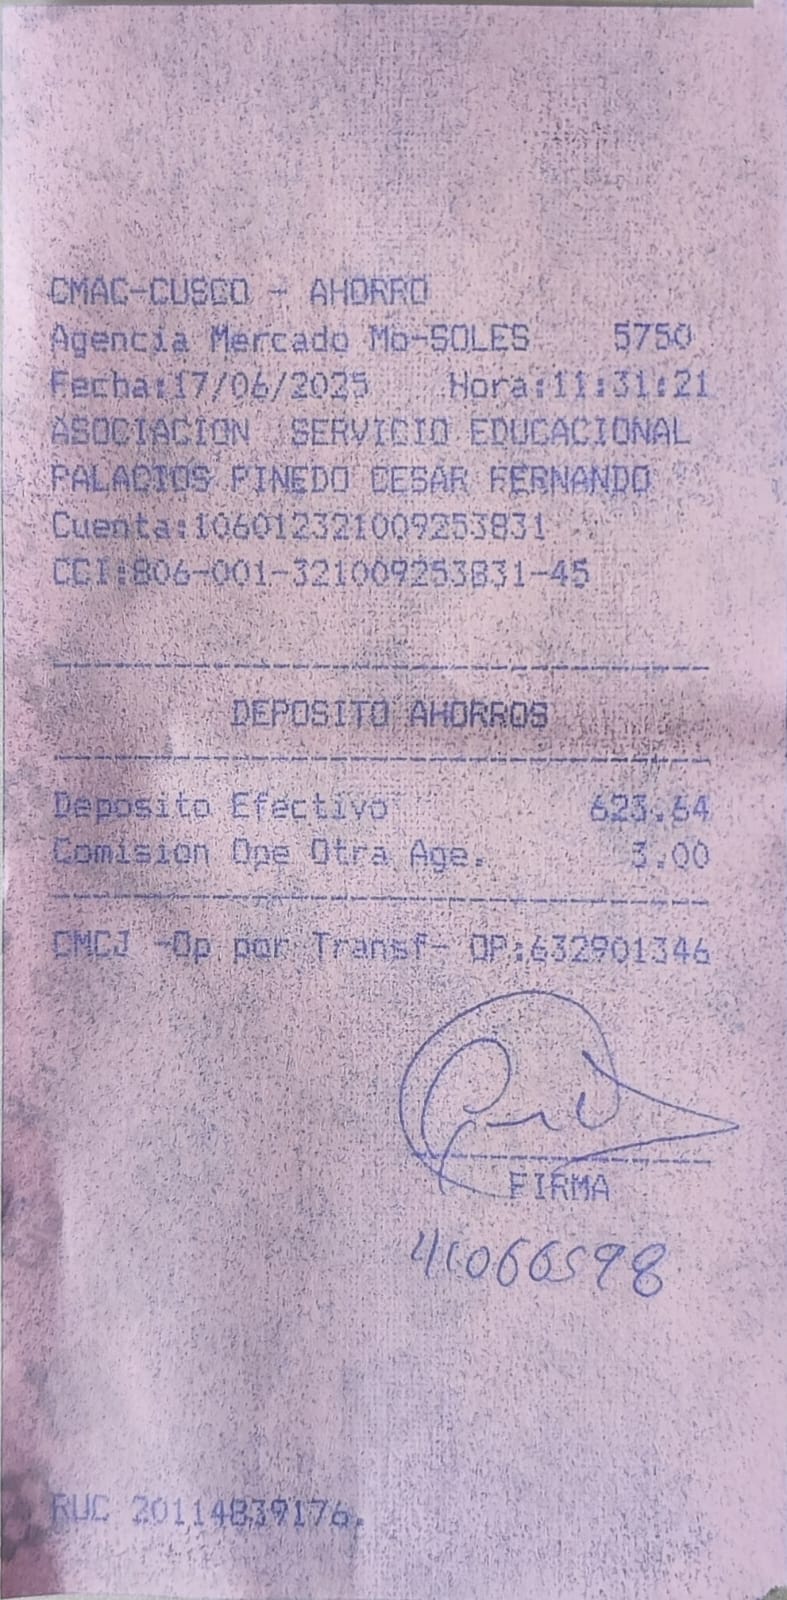 CMAC-CUSCO - AHORRO
Agencia Mercado Mo-SOLES 5750
Fecha:17/06/2025 Hora:11:31:21
ASOCIACION SERVICIO EDUCACIONAL
PALACIOS PINEDO CESAR FERNANDO
Cuenta:106012321009253831
CCI:806-001-321009253831-45
DEPOSITO AHORROS
Deposito Efectivo 623.64
Comision Ope Otra Age. 3.00
CMCJ -Op por Transf- OP:632901346
FIRMA
41066598
RUC 20114839176.